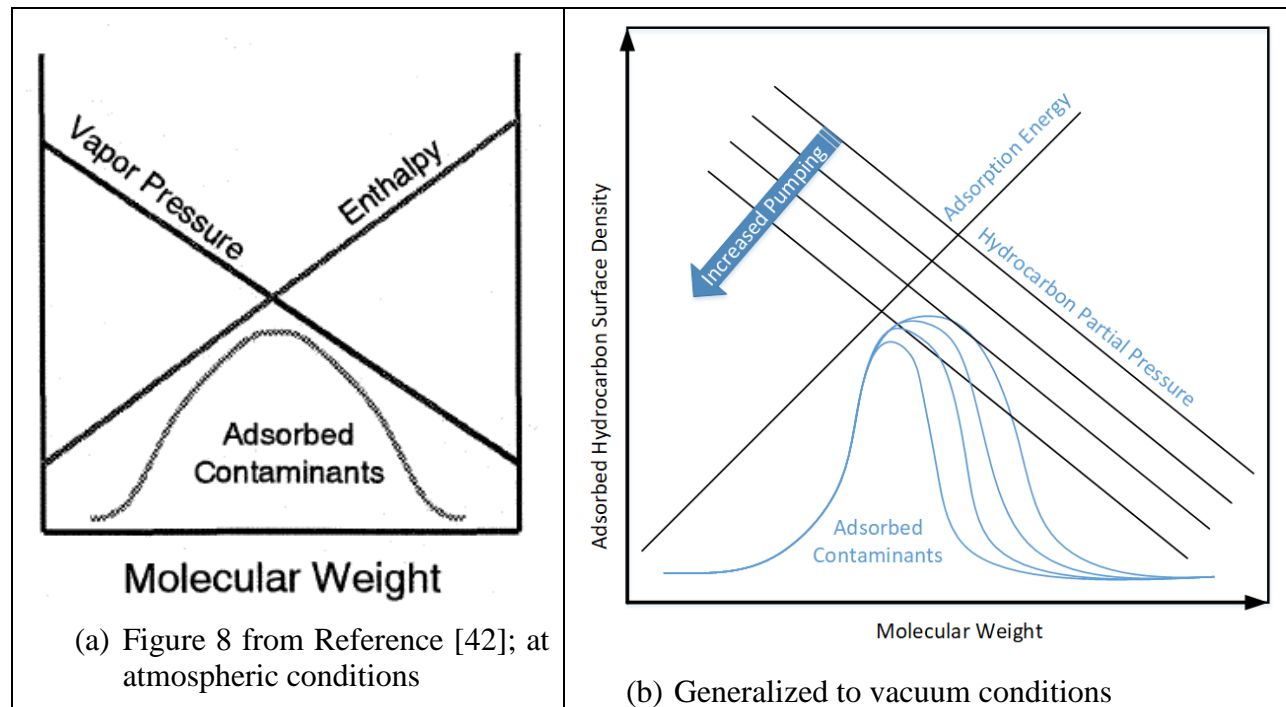 Vapor Pressure
Enthalpy
Adsorbed
Contaminants
Molecular Weight
(a) Figure 8 from Reference [42]; at
atmospheric conditions
Adsorbed Hydrocarbon Surface Density
Increased Pumping
Adsorption Energy
Hydrocarbon Partial Pressure
Adsorbed
Contaminants
Molecular Weight
(b) Generalized to vacuum conditions